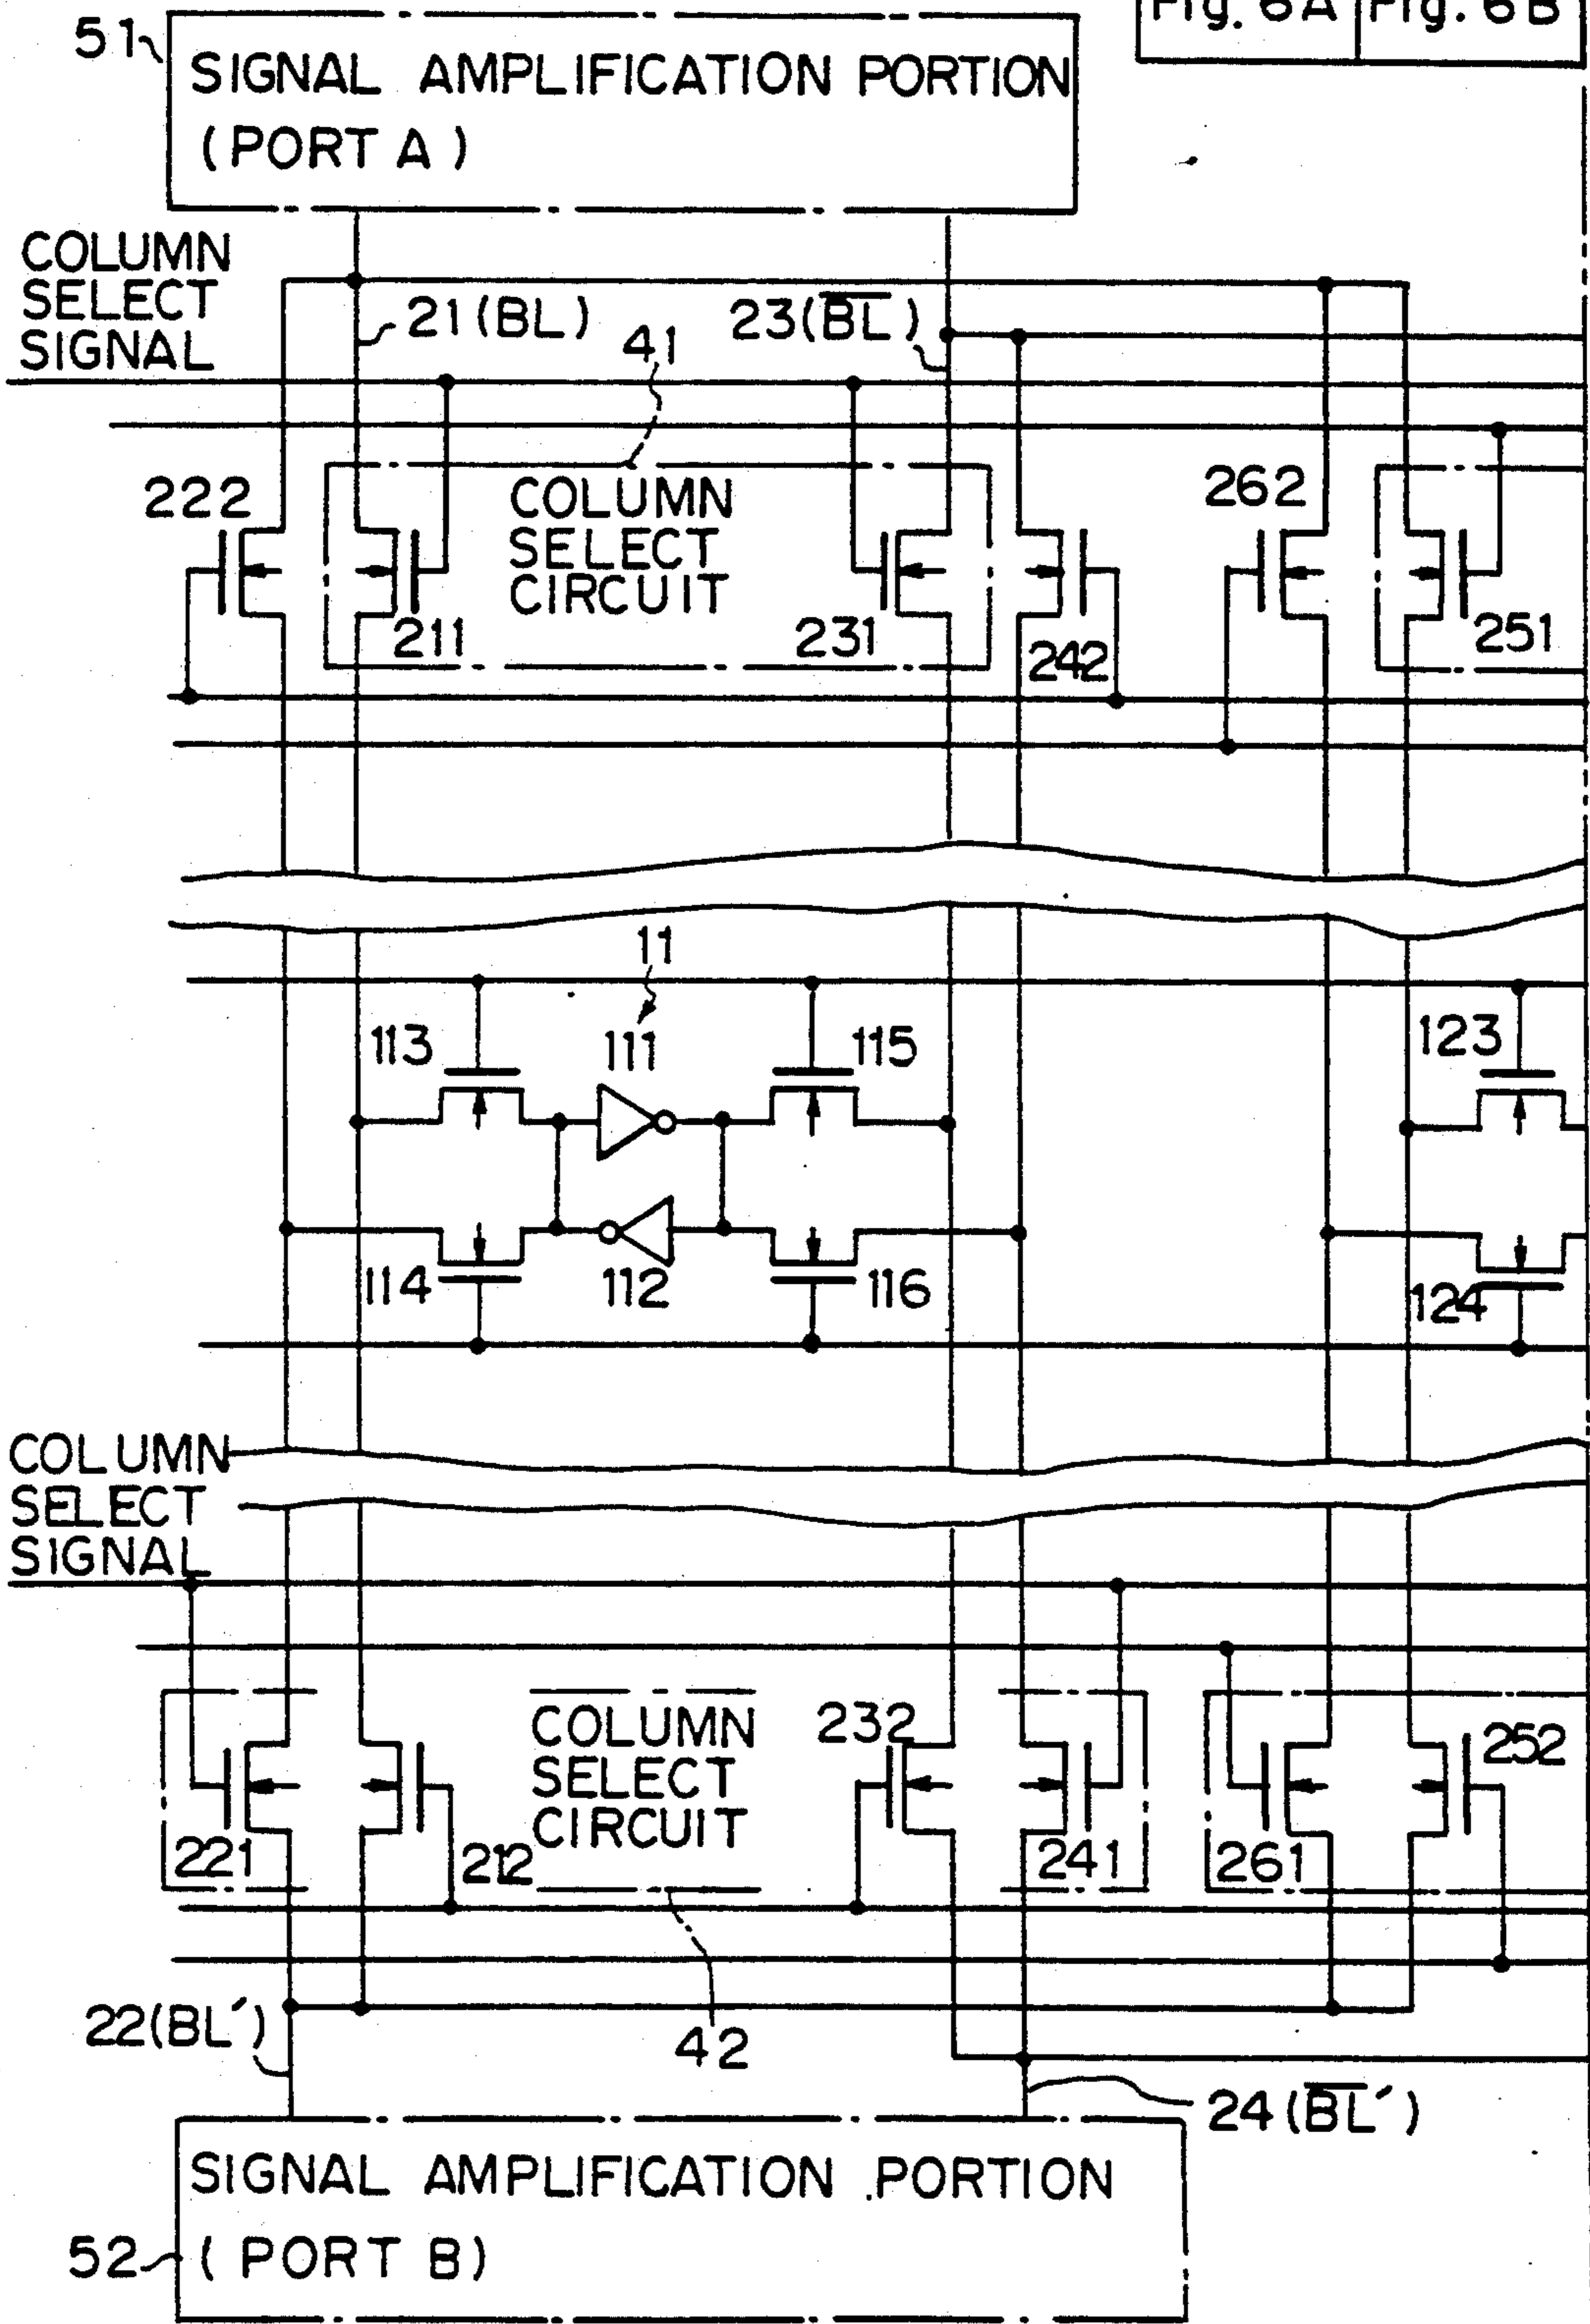 Fig. 6A Fig. 6B
51
SIGNAL AMPLIFICATION PORTION
(PORT A)
COLUMN
SELECT
SIGNAL
21(BL)
23(B̅L̅)
41
222
COLUMN
SELECT
CIRCUIT
262
211
231
242
251
11
113
111
115
123
114
112
116
124
COLUMN
SELECT
SIGNAL
COLUMN
SELECT
CIRCUIT
232
252
221
212
241
261
22(BL′)
42
24(B̅L̅′)
SIGNAL AMPLIFICATION PORTION
52
(PORT B)